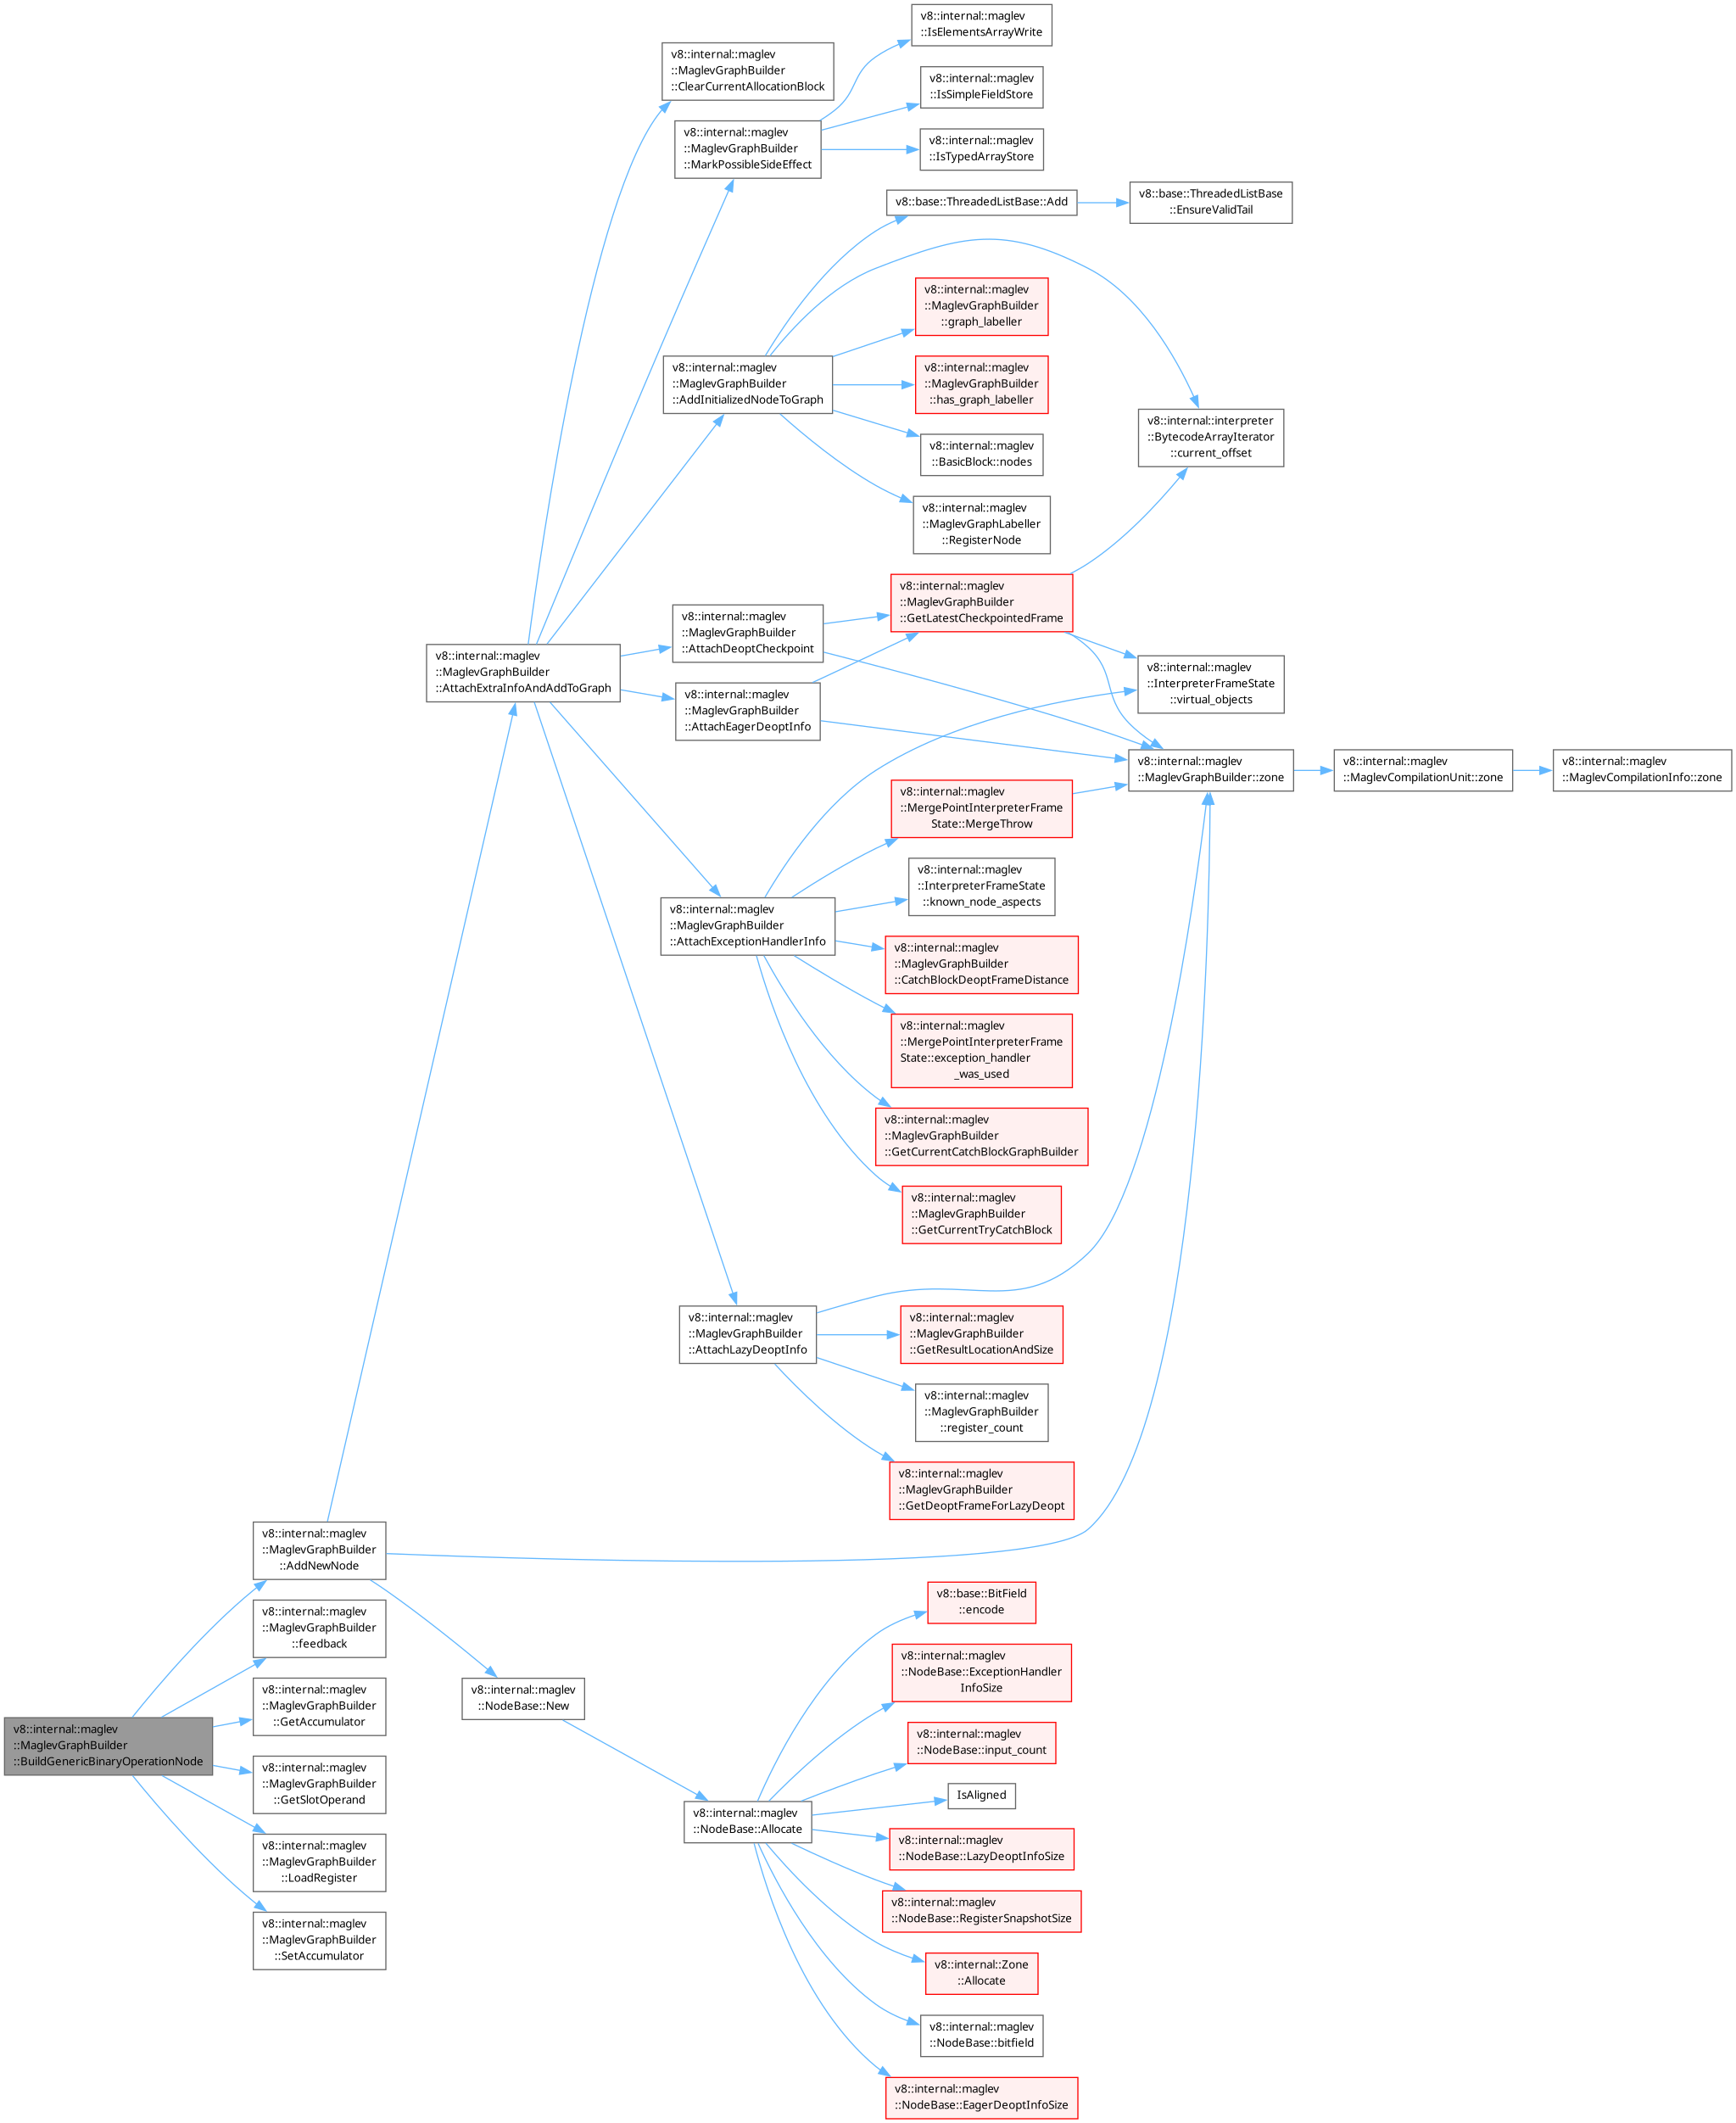 v8::internal::maglev
::IsElementsArrayWrite
v8::internal::maglev
::MaglevGraphBuilder
::ClearCurrentAllocationBlock
v8::internal::maglev
::IsSimpleFieldStore
v8::internal::maglev
::MaglevGraphBuilder
::MarkPossibleSideEffect
v8::internal::maglev
::IsTypedArrayStore
v8::base::ThreadedListBase::Add
v8::base::ThreadedListBase
::EnsureValidTail
v8::internal::maglev
::MaglevGraphBuilder
::graph_labeller
v8::internal::maglev
::MaglevGraphBuilder
::AddInitializedNodeToGraph
v8::internal::maglev
::MaglevGraphBuilder
::has_graph_labeller
v8::internal::interpreter
::BytecodeArrayIterator
::current_offset
v8::internal::maglev
::BasicBlock::nodes
v8::internal::maglev
::MaglevGraphLabeller
::RegisterNode
v8::internal::maglev
::MaglevGraphBuilder
::GetLatestCheckpointedFrame
v8::internal::maglev
::MaglevGraphBuilder
::AttachDeoptCheckpoint
v8::internal::maglev
::MaglevGraphBuilder
::AttachExtraInfoAndAddToGraph
v8::internal::maglev
::InterpreterFrameState
::virtual_objects
v8::internal::maglev
::MaglevGraphBuilder
::AttachEagerDeoptInfo
v8::internal::maglev
::MaglevGraphBuilder::zone
v8::internal::maglev
::MaglevCompilationUnit::zone
v8::internal::maglev
::MaglevCompilationInfo::zone
v8::internal::maglev
::MergePointInterpreterFrame
State::MergeThrow
v8::internal::maglev
::InterpreterFrameState
::known_node_aspects
v8::internal::maglev
::MaglevGraphBuilder
::AttachExceptionHandlerInfo
v8::internal::maglev
::MaglevGraphBuilder
::CatchBlockDeoptFrameDistance
v8::internal::maglev
::MergePointInterpreterFrame
State::exception_handler
_was_used
v8::internal::maglev
::MaglevGraphBuilder
::GetCurrentCatchBlockGraphBuilder
v8::internal::maglev
::MaglevGraphBuilder
::GetCurrentTryCatchBlock
v8::internal::maglev
::MaglevGraphBuilder
::AttachLazyDeoptInfo
v8::internal::maglev
::MaglevGraphBuilder
::GetResultLocationAndSize
v8::internal::maglev
::MaglevGraphBuilder
::register_count
v8::internal::maglev
::MaglevGraphBuilder
::GetDeoptFrameForLazyDeopt
v8::internal::maglev
::MaglevGraphBuilder
::AddNewNode
v8::base::BitField
::encode
v8::internal::maglev
::MaglevGraphBuilder
::feedback
v8::internal::maglev
::NodeBase::ExceptionHandler
InfoSize
v8::internal::maglev
::NodeBase::New
v8::internal::maglev
::MaglevGraphBuilder
::GetAccumulator
v8::internal::maglev
::MaglevGraphBuilder
::BuildGenericBinaryOperationNode
v8::internal::maglev
::NodeBase::input_count
v8::internal::maglev
::MaglevGraphBuilder
::GetSlotOperand
IsAligned
v8::internal::maglev
::NodeBase::Allocate
v8::internal::maglev
::NodeBase::LazyDeoptInfoSize
v8::internal::maglev
::MaglevGraphBuilder
::LoadRegister
v8::internal::maglev
::NodeBase::RegisterSnapshotSize
v8::internal::maglev
::MaglevGraphBuilder
::SetAccumulator
v8::internal::Zone
::Allocate
v8::internal::maglev
::NodeBase::bitfield
v8::internal::maglev
::NodeBase::EagerDeoptInfoSize